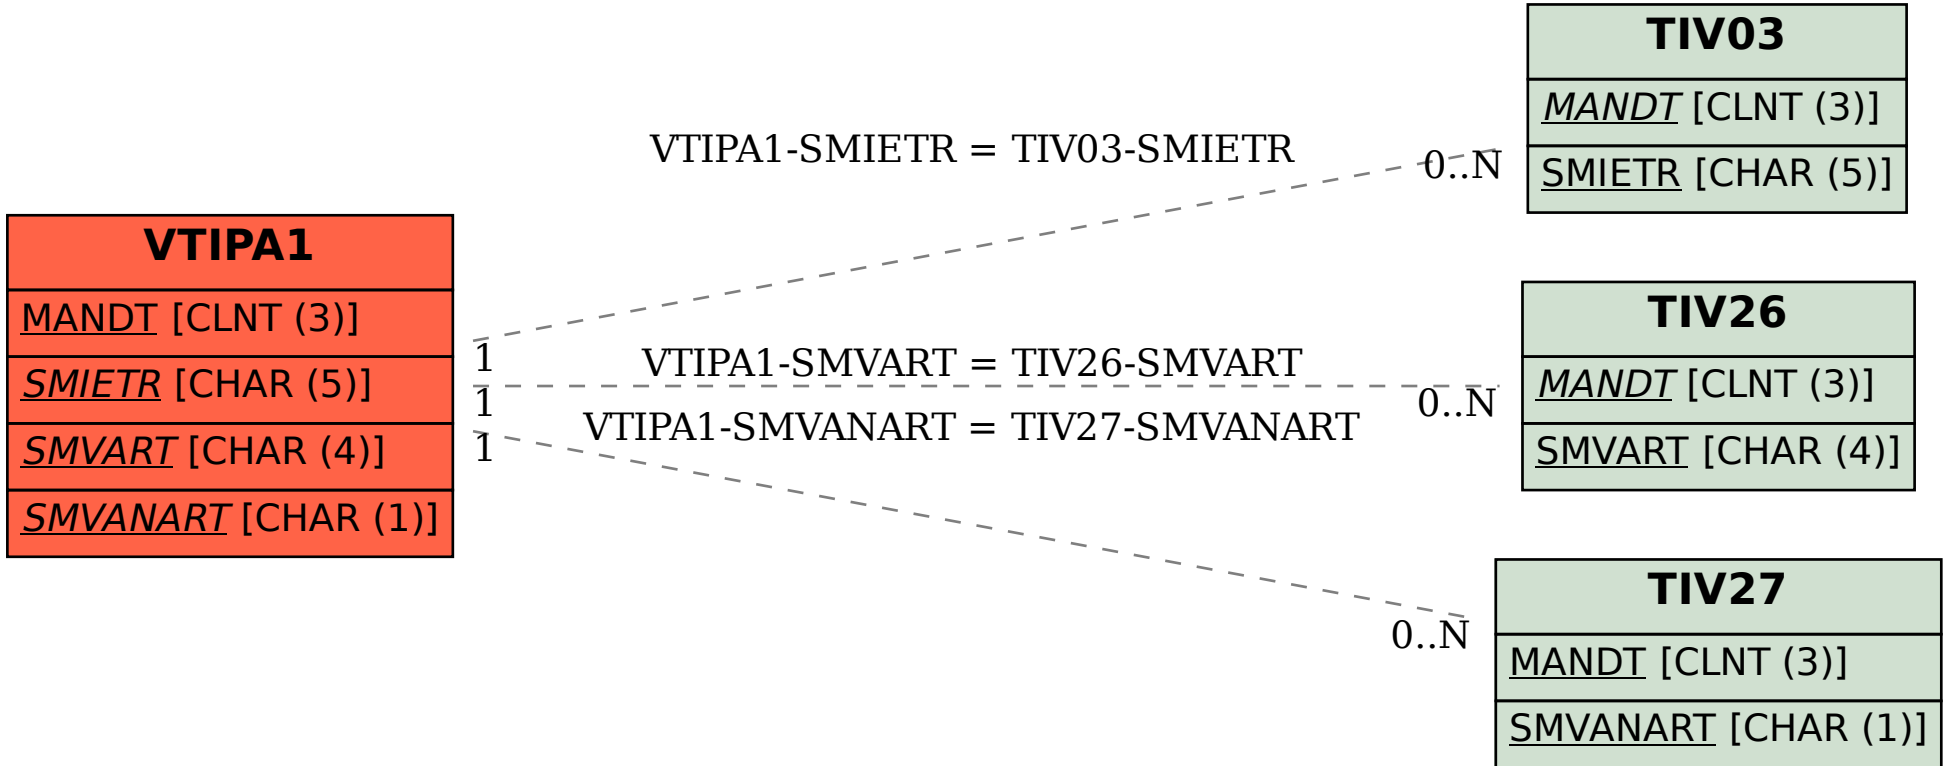 VTIPA1
MANDT [CLNT (3)]
SMIETR [CHAR (5)]
SMVART [CHAR (4)]
SMVANART [CHAR (1)]
VTIPA1-SMIETR = TIV03-SMIETR
1
0..N
VTIPA1-SMVART = TIV26-SMVART
1
0..N
VTIPA1-SMVANART = TIV27-SMVANART
1
0..N
TIV03
MANDT [CLNT (3)]
SMIETR [CHAR (5)]
TIV26
MANDT [CLNT (3)]
SMVART [CHAR (4)]
TIV27
MANDT [CLNT (3)]
SMVANART [CHAR (1)]